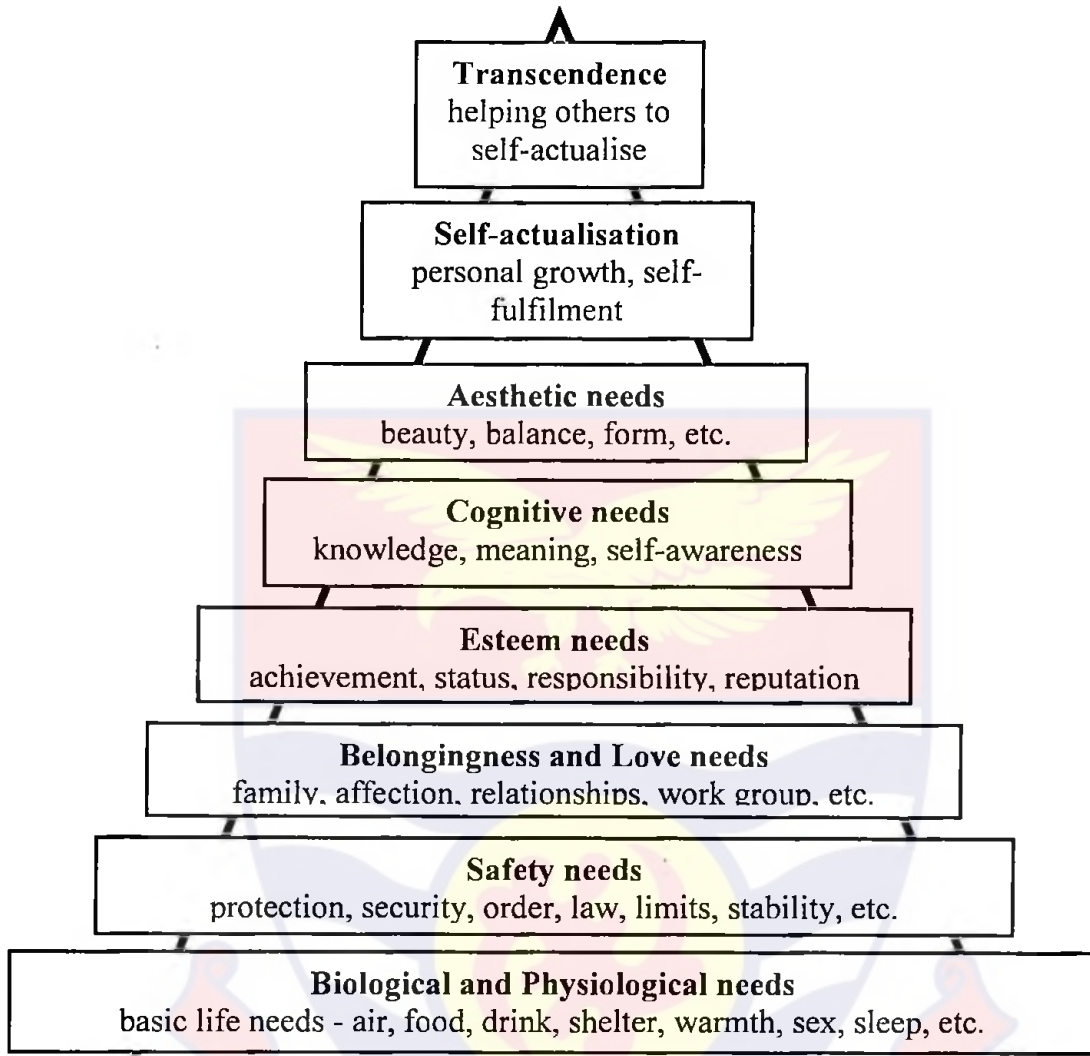 Transcendence
helping others to
self-actualise
Self-actualisation
personal growth, self-
fulfilment
Aesthetic needs
beauty, balance, form, etc.
Cognitive needs
knowledge, meaning, self-awareness
Esteem needs
achievement, status, responsibility, reputation
Belongingness and Love needs
family, affection, relationships, work group, etc.
Safety needs
protection, security, order, law, limits, stability, etc.
Biological and Physiological needs
basic life needs - air, food, drink, shelter, warmth, sex, sleep, etc.